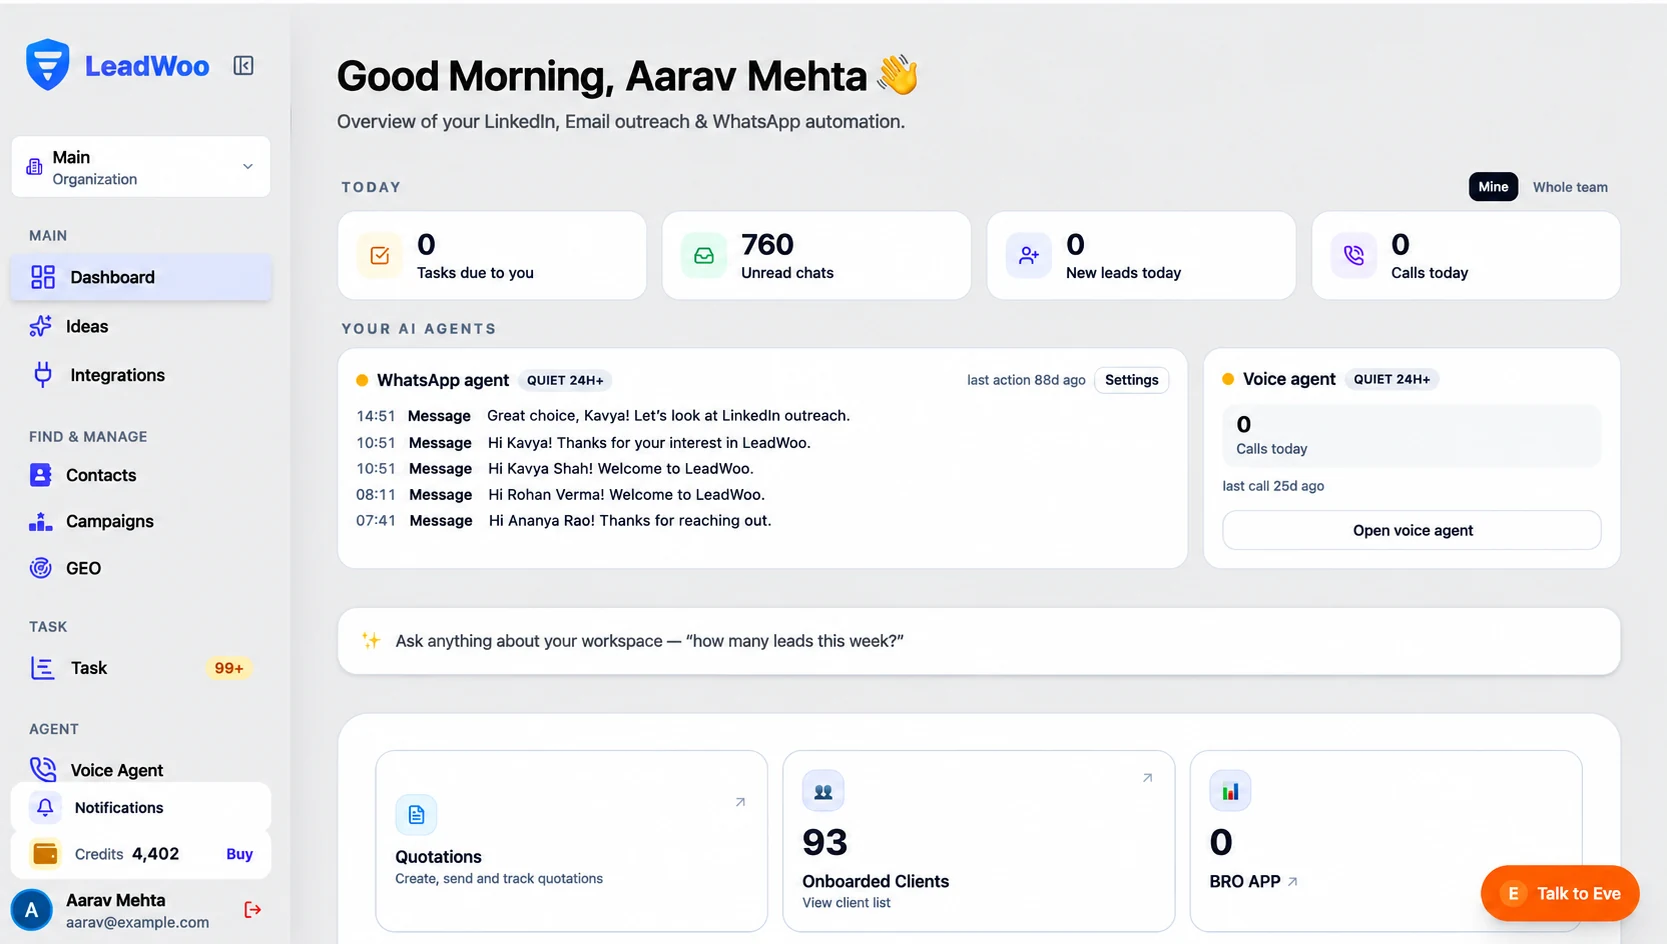 LeadWoo
Main
Organization
MAIN
Dashboard
Ideas
Integrations
FIND & MANAGE
Contacts
Campaigns
GEO
TASK
Task 99+
AGENT
Voice Agent
Notifications
Credits 4,402 Buy
A
Aarav Mehta
aarav@example.com
Good Morning, Aarav Mehta 👋
Overview of your LinkedIn, Email outreach & WhatsApp automation.
TODAY
Mine Whole team
0
Tasks due to you
760
Unread chats
0
New leads today
0
Calls today
YOUR AI AGENTS
WhatsApp agent QUIET 24H+ last action 88d ago Settings
14:51 Message Great choice, Kavya! Let’s look at LinkedIn outreach.
10:51 Message Hi Kavya! Thanks for your interest in LeadWoo.
10:51 Message Hi Kavya Shah! Welcome to LeadWoo.
08:11 Message Hi Rohan Verma! Welcome to LeadWoo.
07:41 Message Hi Ananya Rao! Thanks for reaching out.
Voice agent QUIET 24H+
0
Calls today
last call 25d ago
Open voice agent
✨ Ask anything about your workspace — “how many leads this week?”
Quotations
Create, send and track quotations
93
Onboarded Clients
View client list
0
BRO APP
E Talk to Eve